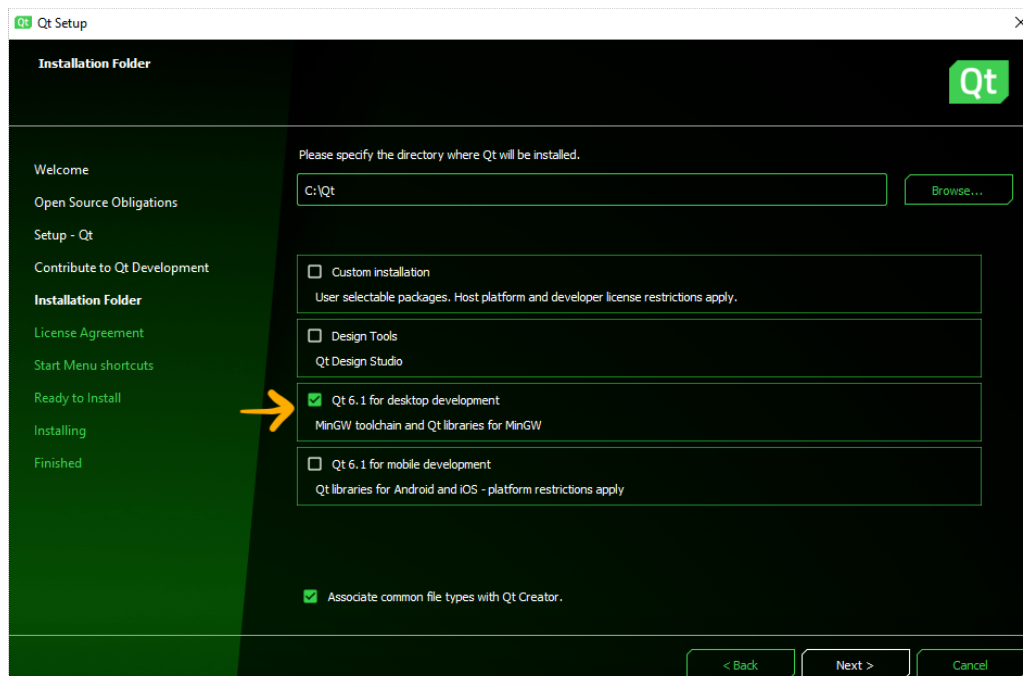 Qt Qt Setup
Installation Folder
Qt
Welcome
Open Source Obligations
Setup - Qt
Contribute to Qt Development
Installation Folder
License Agreement
Start Menu shortcuts
Ready to Install
Installing
Finished
Please specify the directory where Qt will be installed.
C:\Qt
Browse...
Custom installation
User selectable packages. Host platform and developer license restrictions apply.
Design Tools
Qt Design Studio
Qt 6.1 for desktop development
MinGW toolchain and Qt libraries for MinGW
Qt 6.1 for mobile development
Qt libraries for Android and iOS - platform restrictions apply
Associate common file types with Qt Creator.
< Back
Next >
Cancel